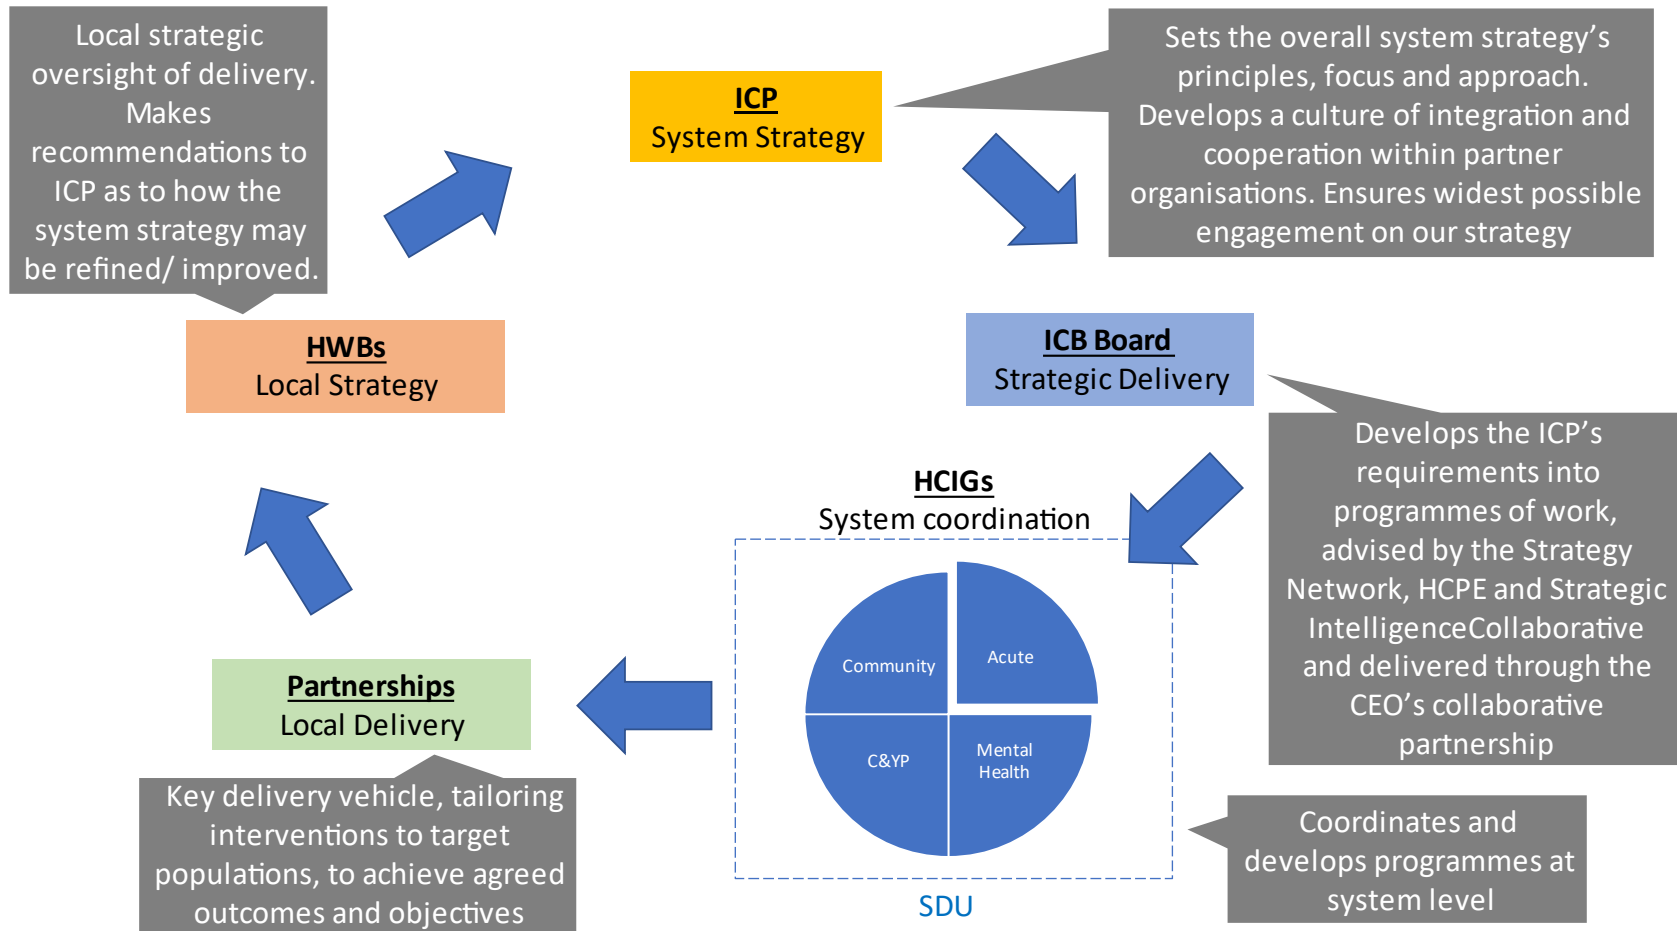 Local strategic
oversight of delivery.
Makes
recommendations to
ICP as to how the
system strategy may
be refined/ improved.
ICP
System Strategy
Sets the overall system strategy’s
principles, focus and approach.
Develops a culture of integration and
cooperation within partner
organisations. Ensures widest possible
engagement on our strategy
HWBs
Local Strategy
ICB Board
Strategic Delivery
Develops the ICP’s
requirements into
programmes of work,
advised by the Strategy
Network, HCPE and Strategic
IntelligenceCollaborative
and delivered through the
CEO’s collaborative
partnership
HCIGs
System coordination
Community
Acute
C&YP
Mental
Health
SDU
Partnerships
Local Delivery
Key delivery vehicle, tailoring
interventions to target
populations, to achieve agreed
outcomes and objectives
Coordinates and
develops programmes at
system level